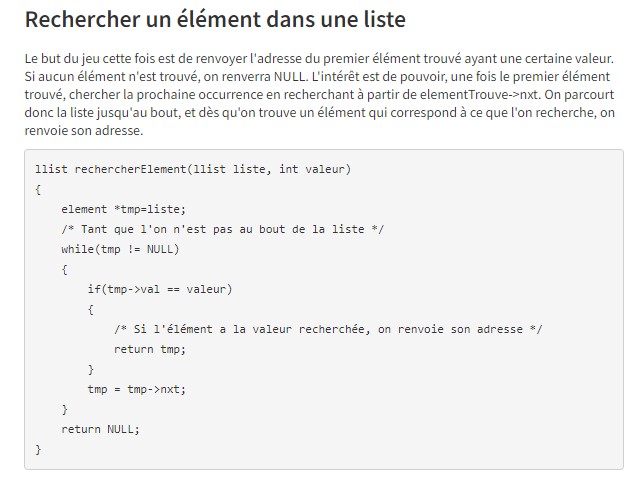 Rechercher un élément dans une liste
Le but du jeu cette fois est de renvoyer l'adresse du premier élément trouvé ayant une certaine valeur.
Si aucun élément n'est trouvé, on renverra NULL. L'intérêt est de pouvoir, une fois le premier élément
trouvé, chercher la prochaine occurrence en recherchant à partir de elementTrouve->nxt. On parcourt
donc la liste jusqu'au bout, et dès qu'on trouve un élément qui correspond à ce que l'on recherche, on
renvoie son adresse.
llist rechercherElement(llist liste, int valeur)
{
    element *tmp=liste;
    /* Tant que l'on n'est pas au bout de la liste */
    while(tmp != NULL)
    {
        if(tmp->val == valeur)
        {
            /* Si l'élément a la valeur recherchée, on renvoie son adresse */
            return tmp;
        }
        tmp = tmp->nxt;
    }
    return NULL;
}